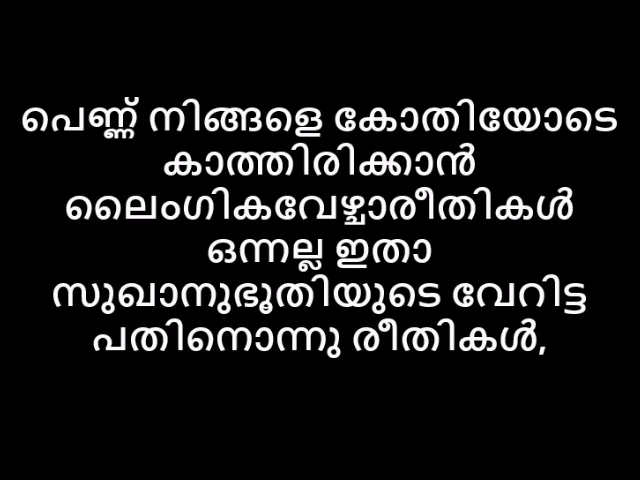 പെണ്ണ് നിങ്ങളെ കോതിയോടെ
കാത്തിരിക്കാൻ
ലൈംഗികവേഴ്ചാരീതികൾ
ഒന്നല്ല ഇതാ
സുഖാനുഭൂതിയുടെ വേറിട്ട
പതിനൊന്നു രീതികൾ,